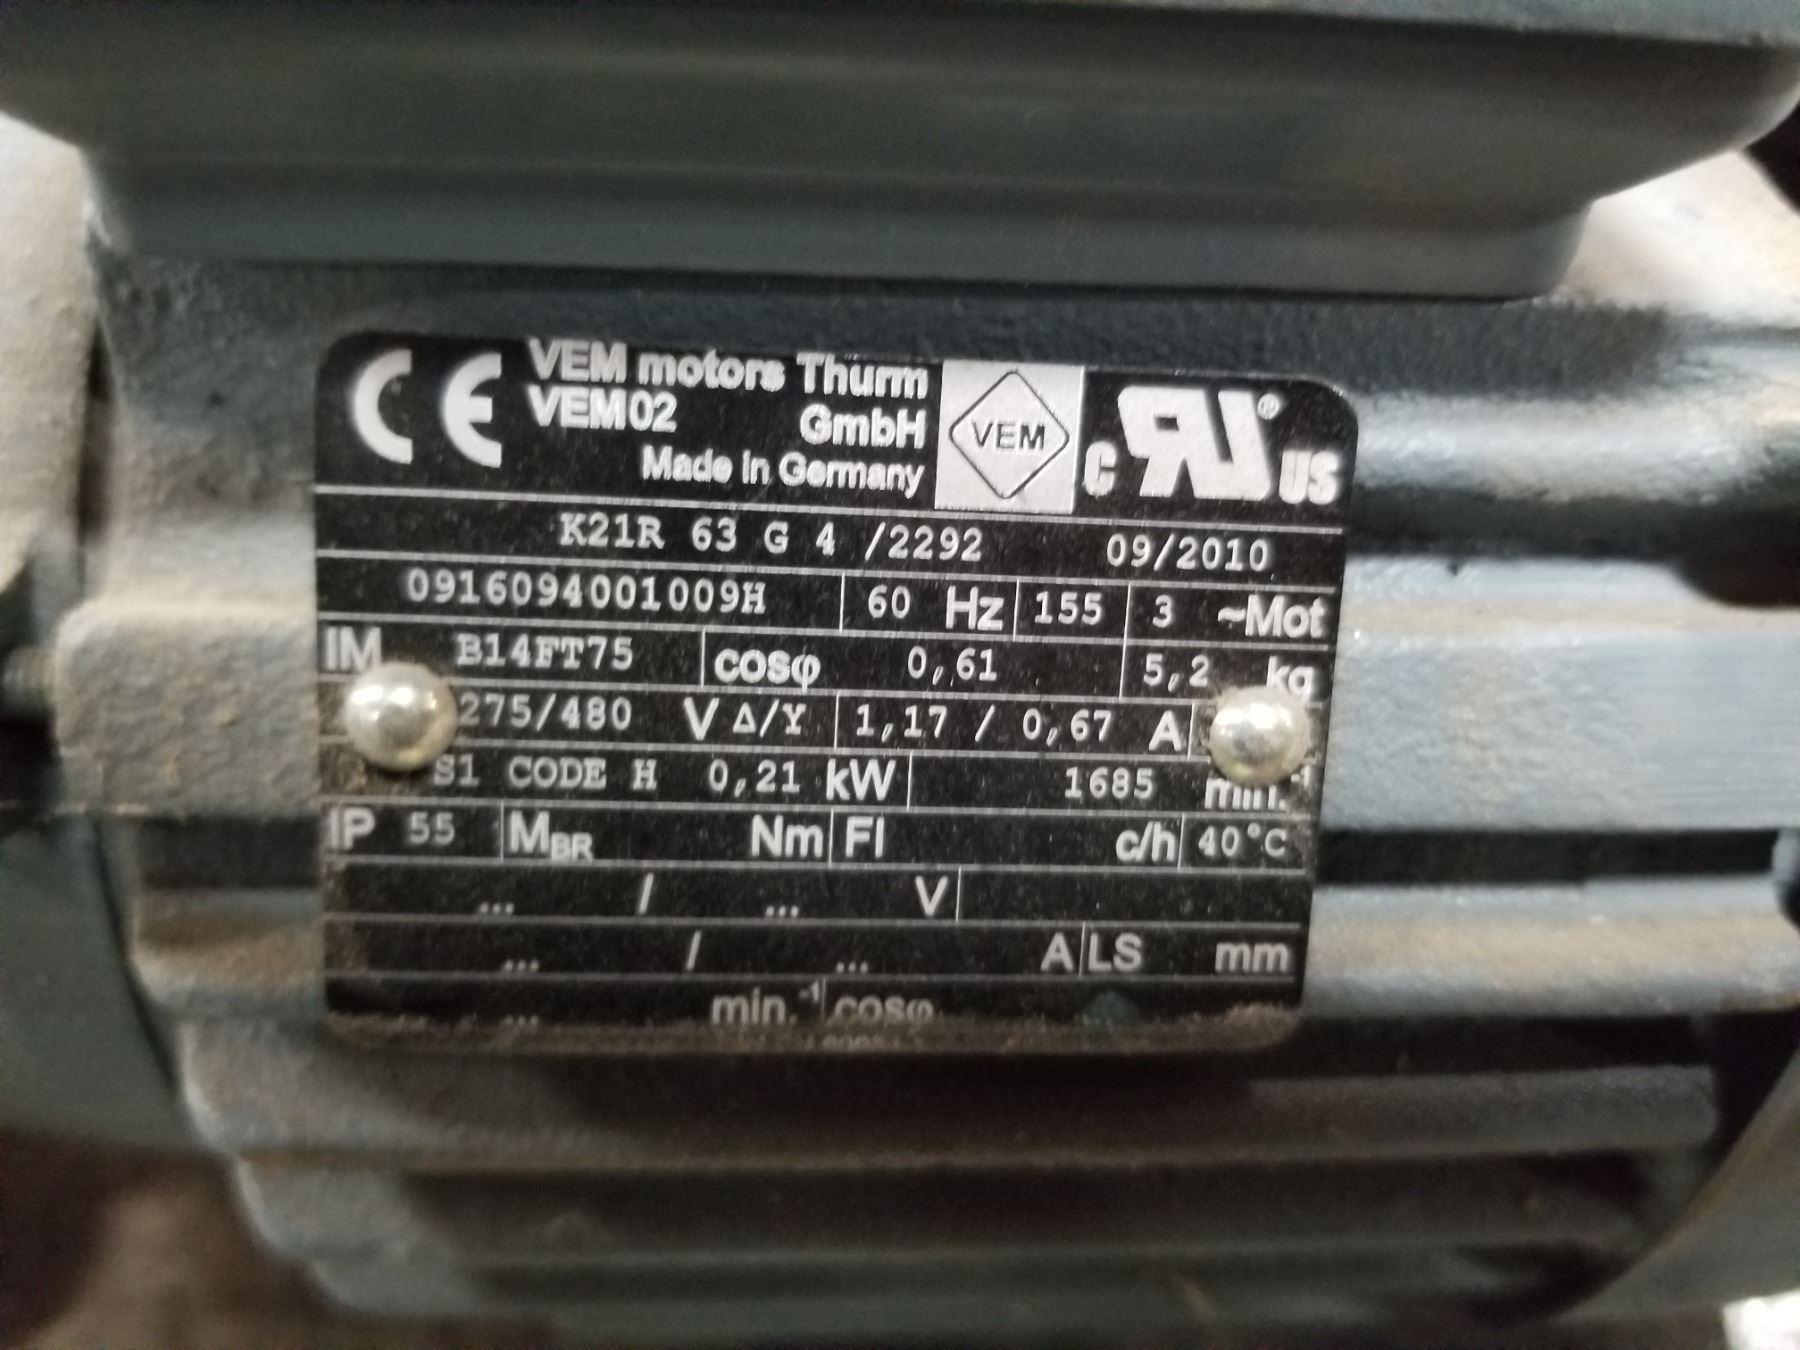 CE VEM motors Thurm
VEM02 GmbH
Made in Germany
VEM
c RU ® US
K21R 63 G 4 /2292 09/2010
0916094001009H 60 Hz 155 3 ~Mot
IM B14FT75 cosφ 0,61 5,2 kg
275/480 V Δ/Y 1,17 / 0,67 A
S1 CODE H 0,21 kW 1685 min.-1
IP 55 MBR Nm FI c/h 40°C
... / ... V
... / ... A LS mm
... min.-1 cosφ